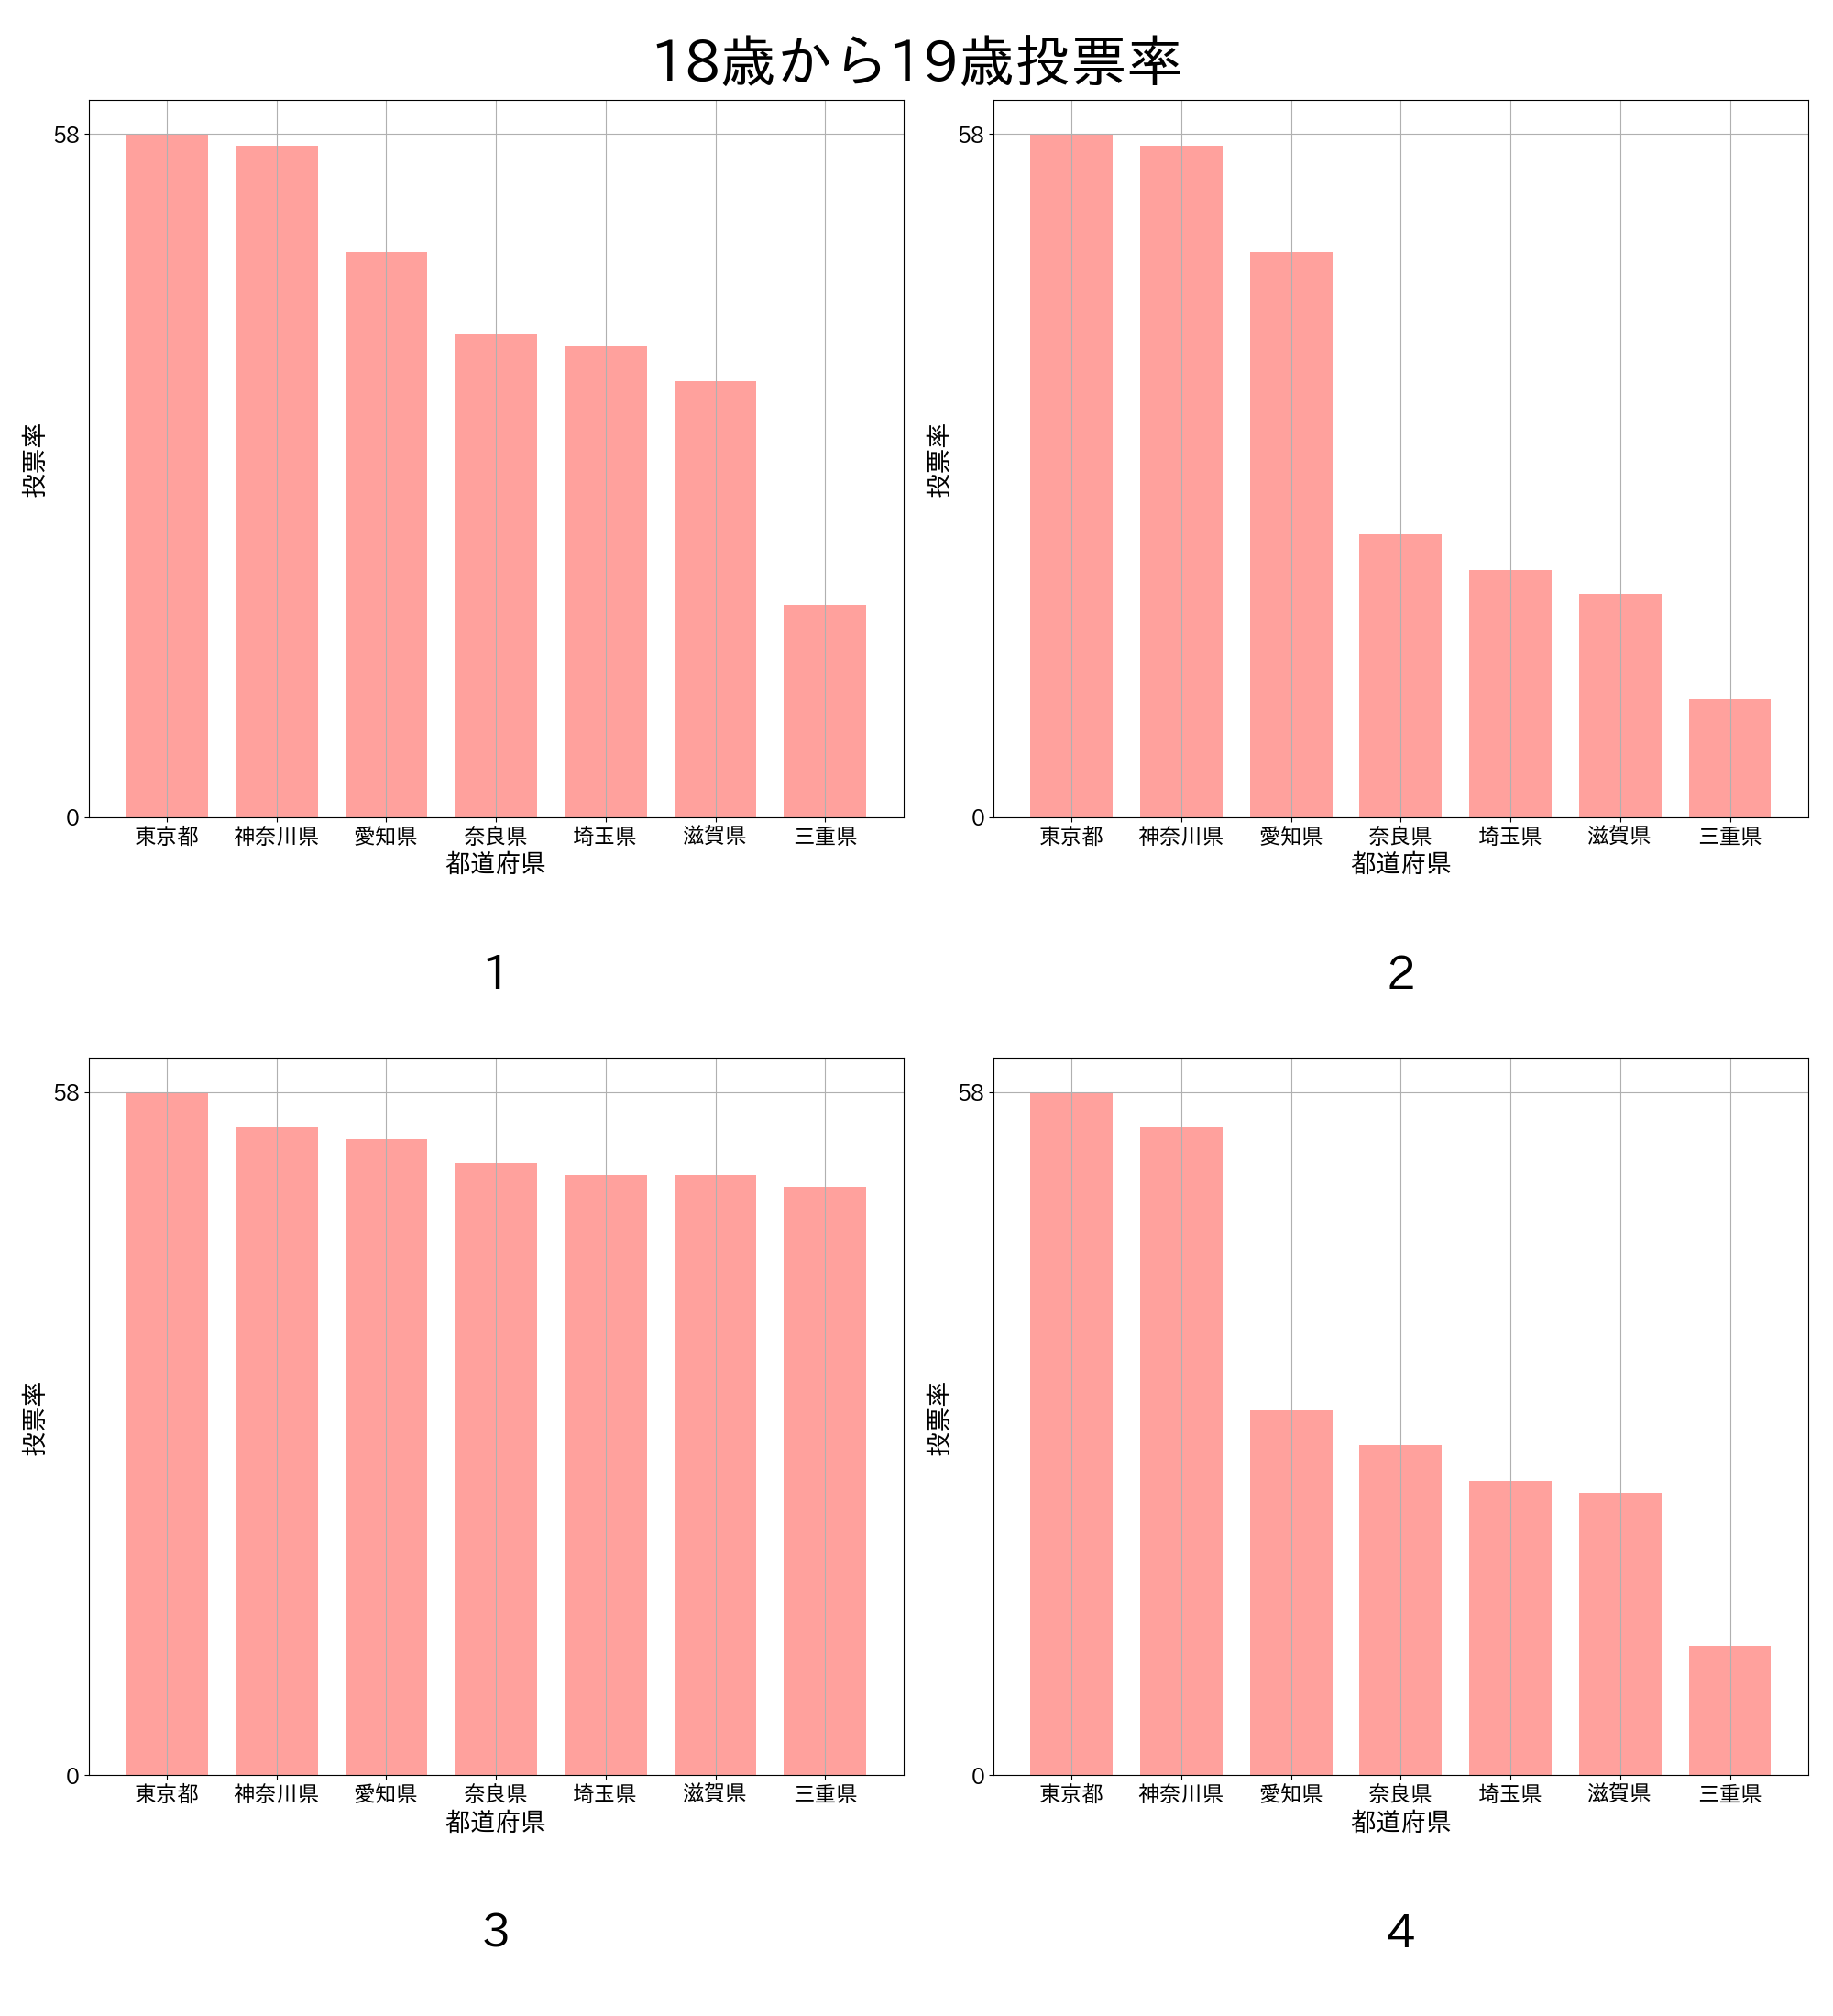 18歳から19歳投票率
58
0
投票率
東京都 神奈川県 愛知県 奈良県 埼玉県 滋賀県 三重県
都道府県
1
58
0
投票率
東京都 神奈川県 愛知県 奈良県 埼玉県 滋賀県 三重県
都道府県
2
58
0
投票率
東京都 神奈川県 愛知県 奈良県 埼玉県 滋賀県 三重県
都道府県
3
58
0
投票率
東京都 神奈川県 愛知県 奈良県 埼玉県 滋賀県 三重県
都道府県
4